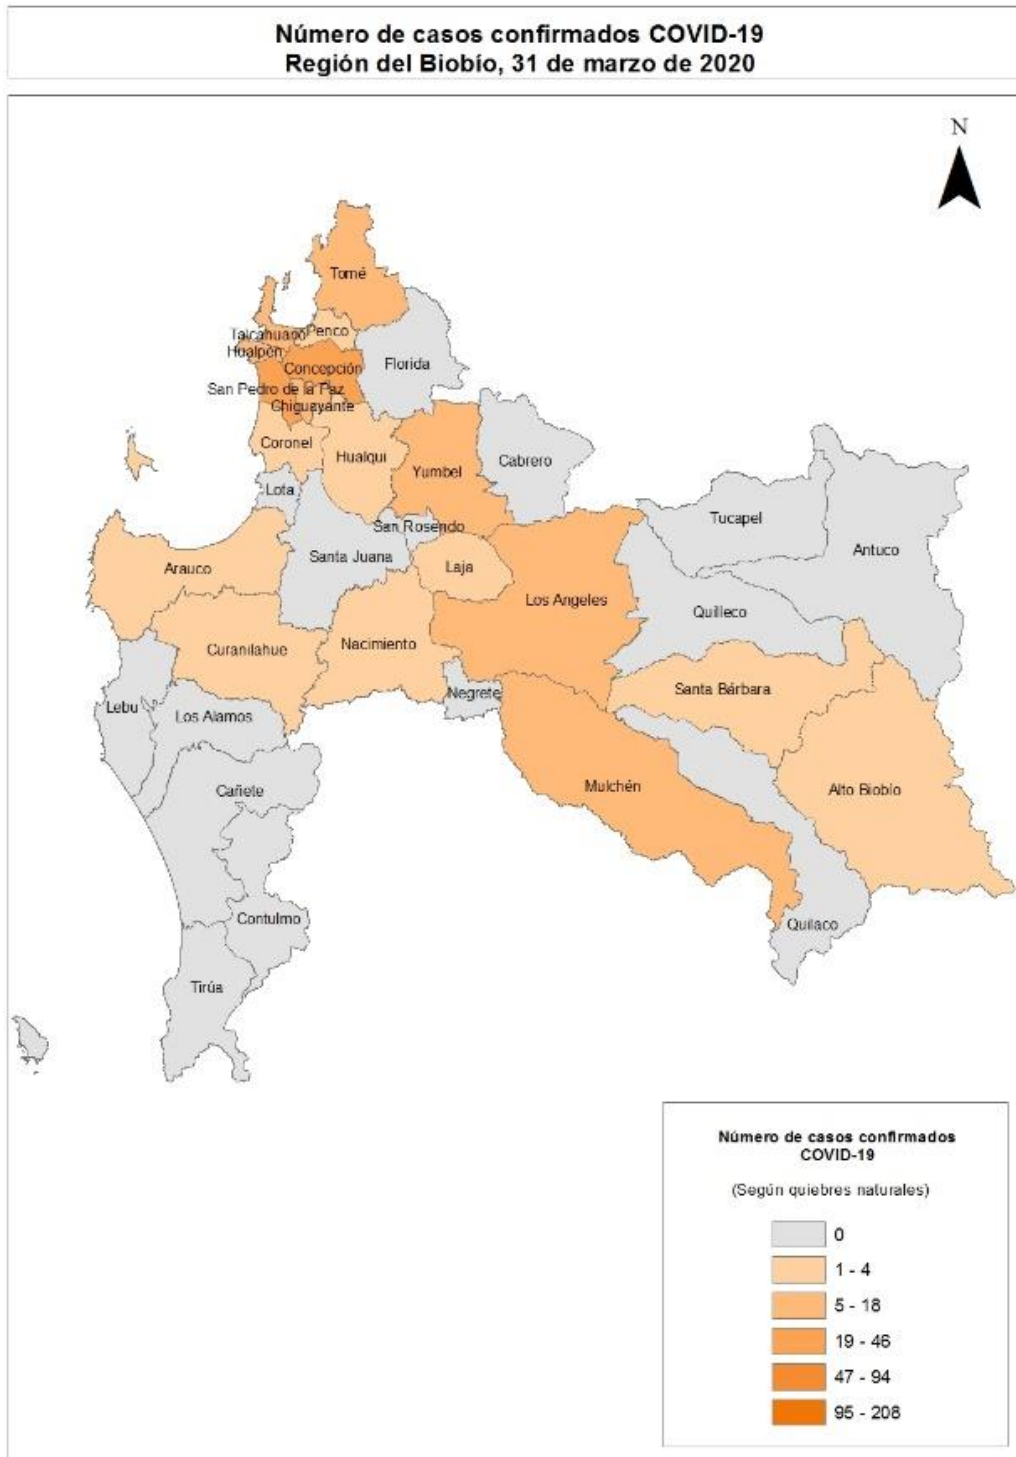 Número de casos confirmados COVID-19
Región del Biobío, 31 de marzo de 2020
N
Tomé
Talcahuano
Penco
Hualpén
Concepción
Florida
San Pedro de la Paz
Chiguayante
Coronel
Hualqui
Yumbel
Cabrero
Lota
Tucapel
San Rosendo
Santa Juana
Antuco
Arauco
Laja
Los Angeles
Quilleco
Curanilahue
Nacimiento
Santa Bárbara
Negrete
Lebu
Los Alamos
Cañete
Mulchén
Alto Biobío
Contulmo
Quilaco
Tirúa
Número de casos confirmados
COVID-19
(Según quiebres naturales)
0
1 - 4
5 - 18
19 - 46
47 - 94
95 - 208